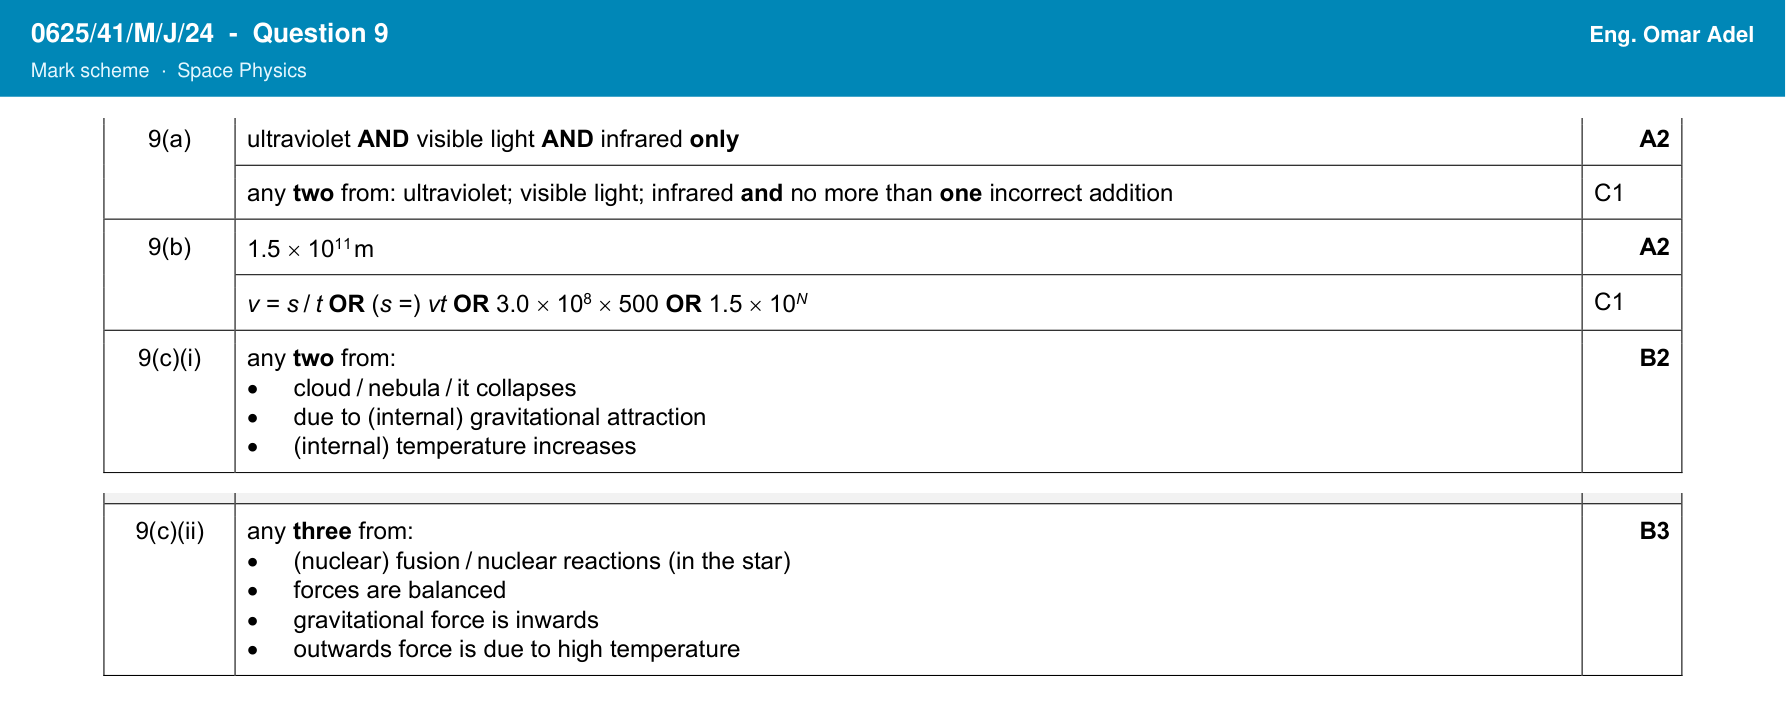 0625/41/M/J/24 - Question 9
Eng. Omar Adel
Mark scheme · Space Physics
9(a)
ultraviolet AND visible light AND infrared only
A2
any two from: ultraviolet; visible light; infrared and no more than one incorrect addition
C1
9(b)
1.5 × 10¹¹ m
A2
v = s / t OR (s =) vt OR 3.0 × 10⁸ × 500 OR 1.5 × 10ᴺ
C1
9(c)(i)
any two from:
B2
• cloud / nebula / it collapses
• due to (internal) gravitational attraction
• (internal) temperature increases
9(c)(ii)
any three from:
B3
• (nuclear) fusion / nuclear reactions (in the star)
• forces are balanced
• gravitational force is inwards
• outwards force is due to high temperature